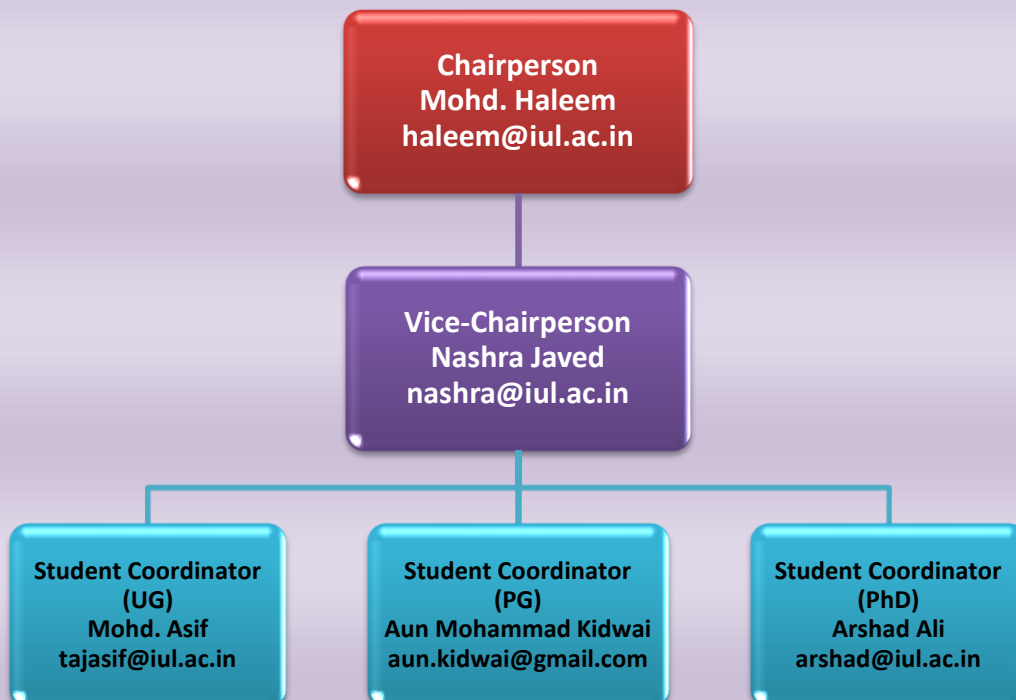 Chairperson
Mohd. Haleem
haleem@iul.ac.in
Vice-Chairperson
Nashra Javed
nashra@iul.ac.in
Student Coordinator
(UG)
Mohd. Asif
tajasif@iul.ac.in
Student Coordinator
(PG)
Aun Mohammad Kidwai
aun.kidwai@gmail.com
Student Coordinator
(PhD)
Arshad Ali
arshad@iul.ac.in